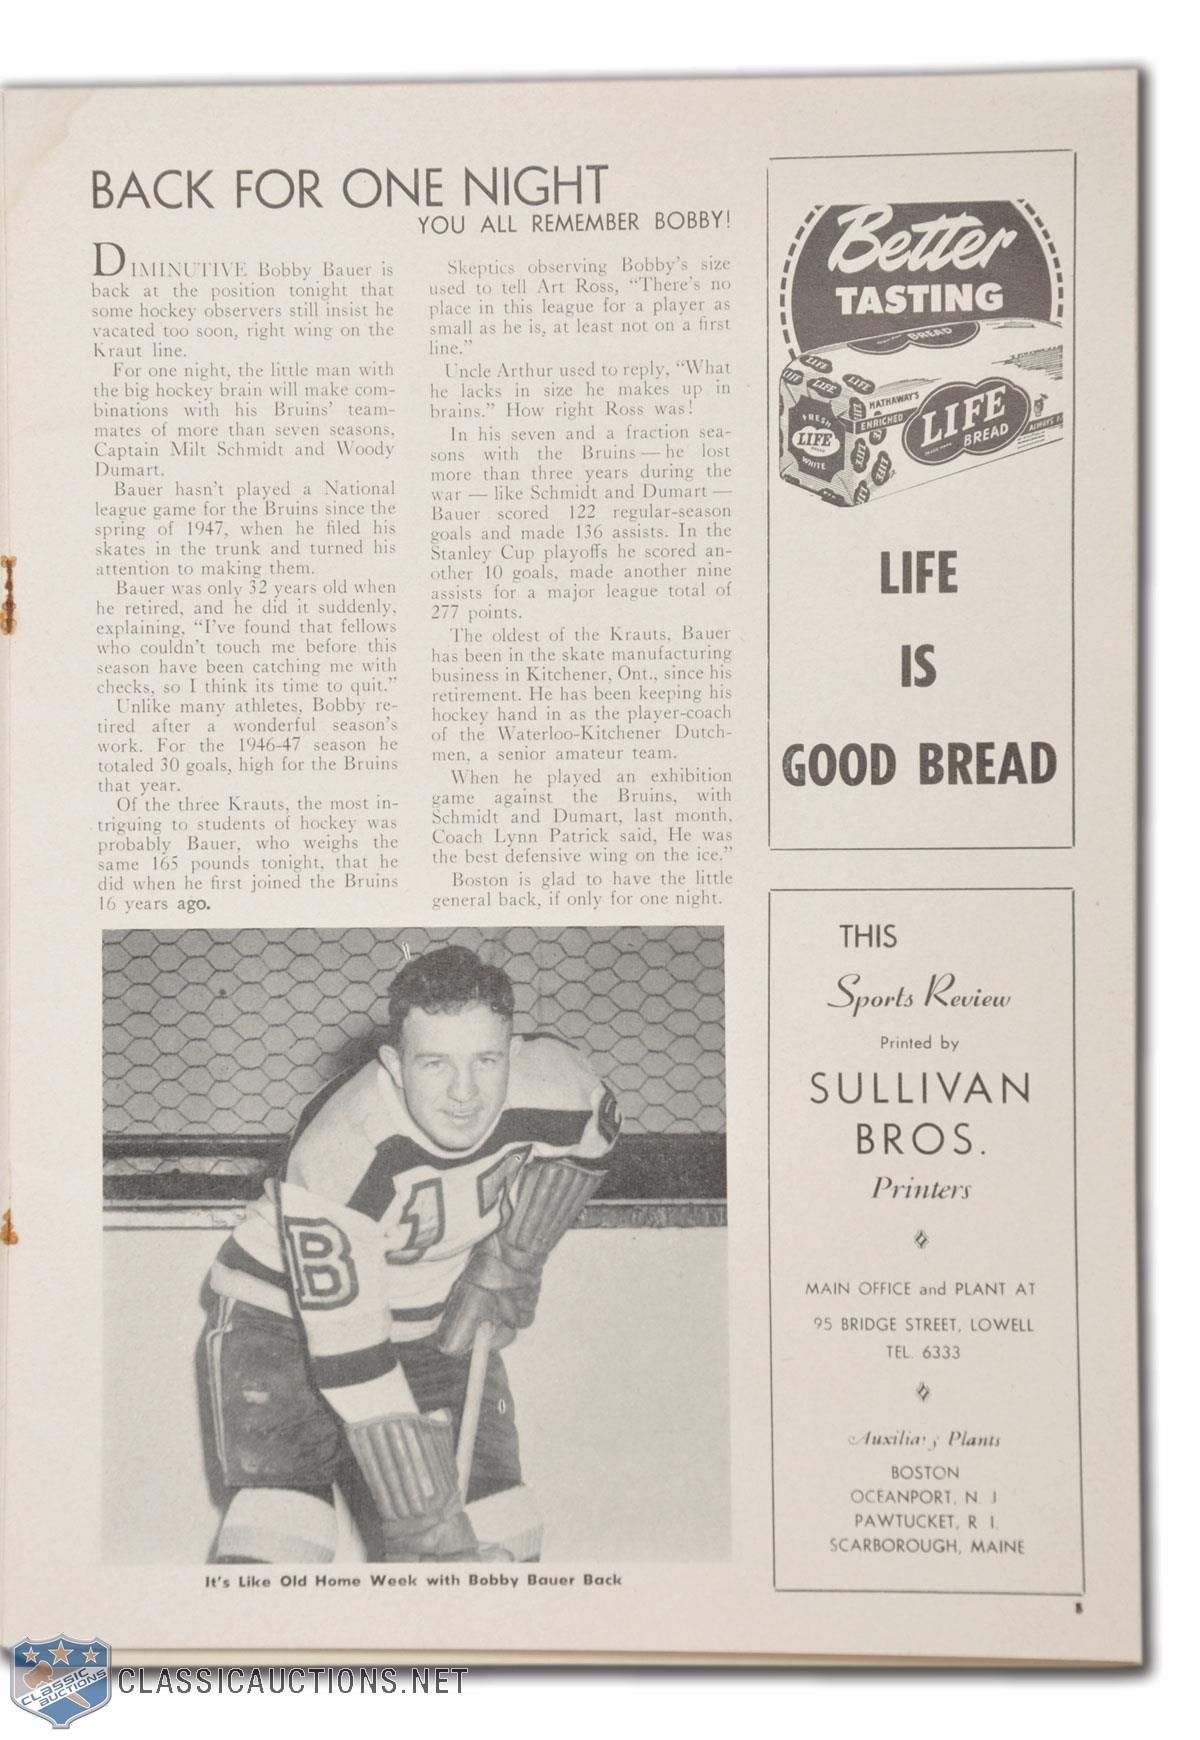 BACK FOR ONE NIGHT
YOU ALL REMEMBER BOBBY!
DIMINUTIVE Bobby Bauer is
back at the position tonight that
some hockey observers still insist he
vacated too soon, right wing on the
Kraut line.
For one night, the little man with
the big hockey brain will make com-
binations with his Bruins' team-
mates of more than seven seasons,
Captain Milt Schmidt and Woody
Dumart.
Bauer hasn't played a National
league game for the Bruins since the
spring of 1947, when he filed his
skates in the trunk and turned his
attention to making them.
Bauer was only 32 years old when
he retired, and he did it suddenly,
explaining, "I've found that fellows
who couldn't touch me before this
season have been catching me with
checks, so I think its time to quit."
Unlike many athletes, Bobby re-
tired after a wonderful season's
work. For the 1946-47 season he
totaled 30 goals, high for the Bruins
that year.
Of the three Krauts, the most in-
triguing to students of hockey was
probably Bauer, who weighs the
same 165 pounds tonight, that he
did when he first joined the Bruins
16 years ago.
Skeptics observing Bobby's size
used to tell Art Ross, "There's no
place in this league for a player as
small as he is, at least not on a first
line."
Uncle Arthur used to reply, "What
he lacks in size he makes up in
brains." How right Ross was!
In his seven and a fraction sea-
sons with the Bruins — he lost
more than three years during the
war — like Schmidt and Dumart —
Bauer scored 122 regular-season
goals and made 136 assists. In the
Stanley Cup playoffs he scored an-
other 10 goals, made another nine
assists for a major league total of
277 points.
The oldest of the Krauts, Bauer
has been in the skate manufacturing
business in Kitchener, Ont., since his
retirement. He has been keeping his
hockey hand in as the player-coach
of the Waterloo-Kitchener Dutch-
men, a senior amateur team.
When he played an exhibition
game against the Bruins, with
Schmidt and Dumart, last month,
Coach Lynn Patrick said, He was
the best defensive wing on the ice."
Boston is glad to have the little
general back, if only for one night.
B
17
It's Like Old Home Week with Bobby Bauer Back
Better
TASTING
BREAD
LIFE
LIFE
LIFE
HATHAWAY'S
ENRICHED
LIFE
BREAD
FRESH
LIFE
BREAD
WHITE
LIFE
IS
GOOD BREAD
THIS
Sports Review
Printed by
SULLIVAN
BROS.
Printers
MAIN OFFICE and PLANT AT
95 BRIDGE STREET, LOWELL
TEL. 6333
Auxiliary Plants
BOSTON
OCEANPORT, N. J
PAWTUCKET, R. I.
SCARBOROUGH, MAINE
CLASSIC
AUCTIONS
CLASSICAUCTIONS.NET